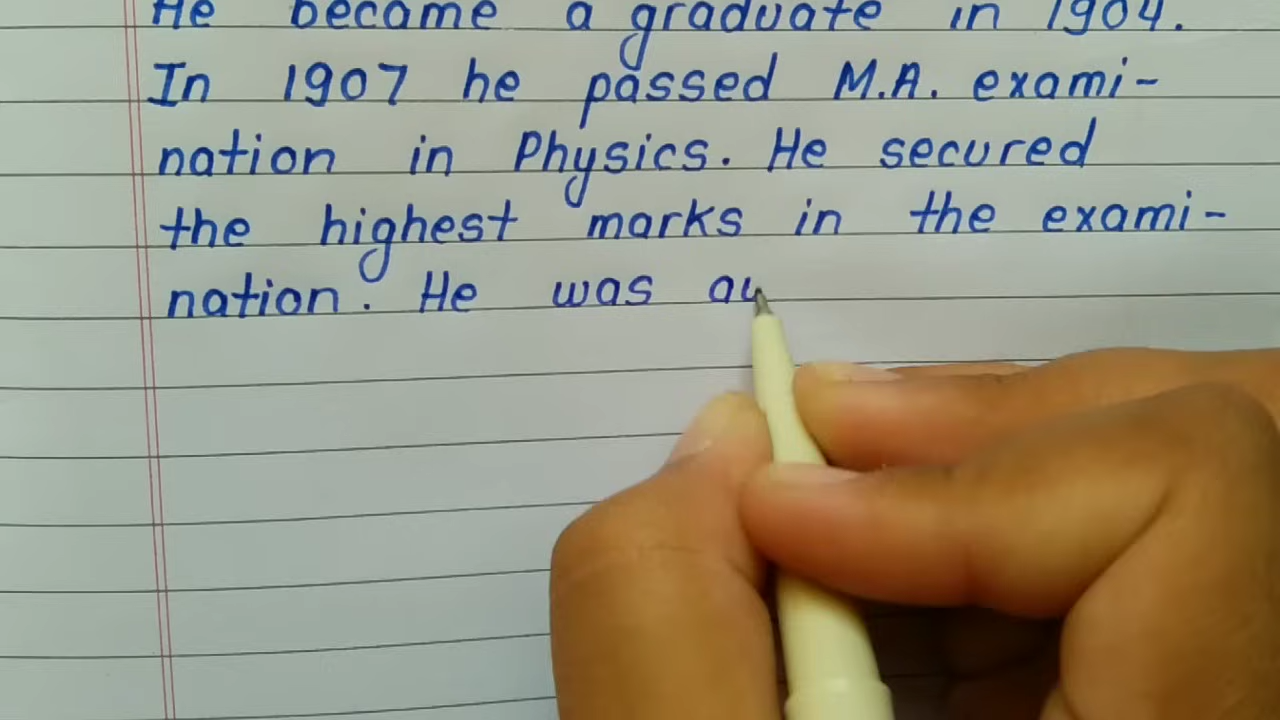 He became a graduate in 1904.
In 1907 he passed M.A. exami-
nation in Physics. He secured
the highest marks in the exami-
nation. He was